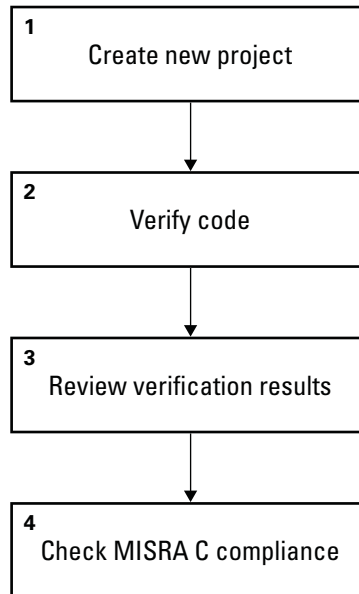 1
Create new project
2
Verify code
3
Review verification results
4
Check MISRA C compliance